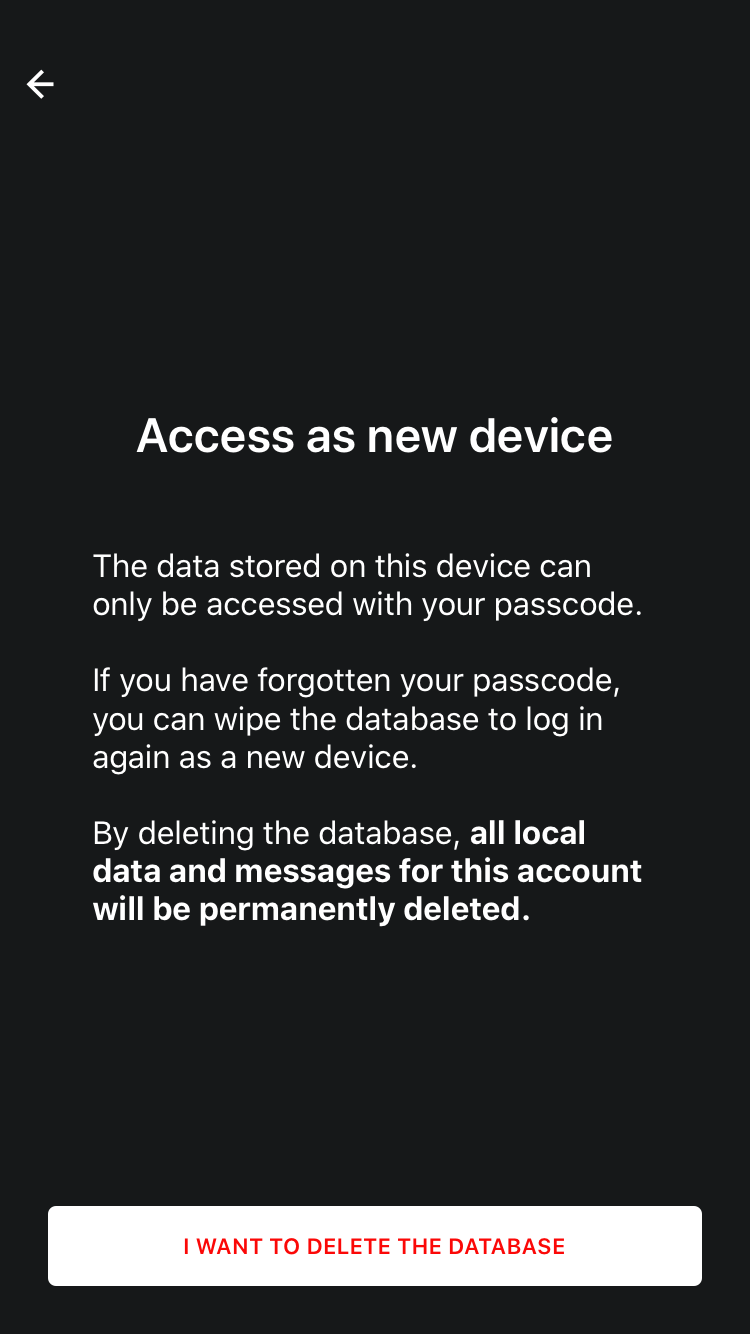 Access as new device
The data stored on this device can
only be accessed with your passcode.
If you have forgotten your passcode,
you can wipe the database to log in
again as a new device.
By deleting the database, all local
data and messages for this account
will be permanently deleted.
I WANT TO DELETE THE DATABASE